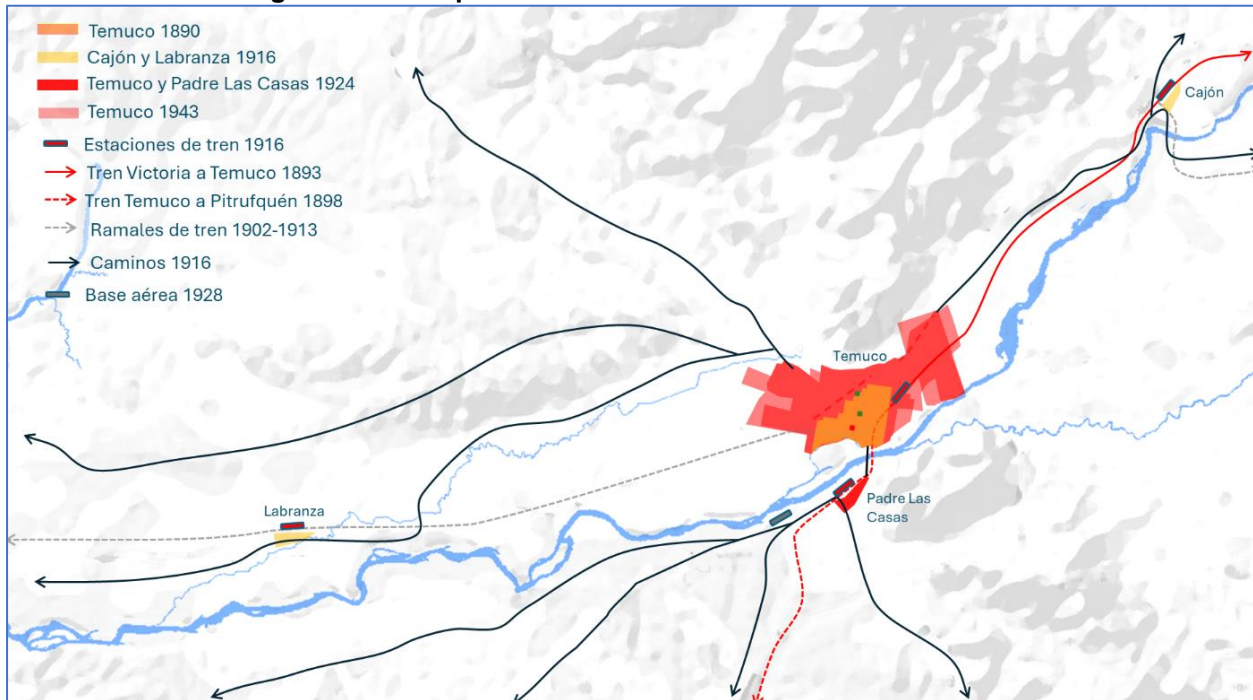 Temuco 1890
Cajón y Labranza 1916
Temuco y Padre Las Casas 1924
Temuco 1943
Estaciones de tren 1916
Tren Victoria a Temuco 1893
Tren Temuco a Pitrufquén 1898
Ramales de tren 1902-1913
Caminos 1916
Base aérea 1928
Cajón
Temuco
Labranza
Padre Las
Casas